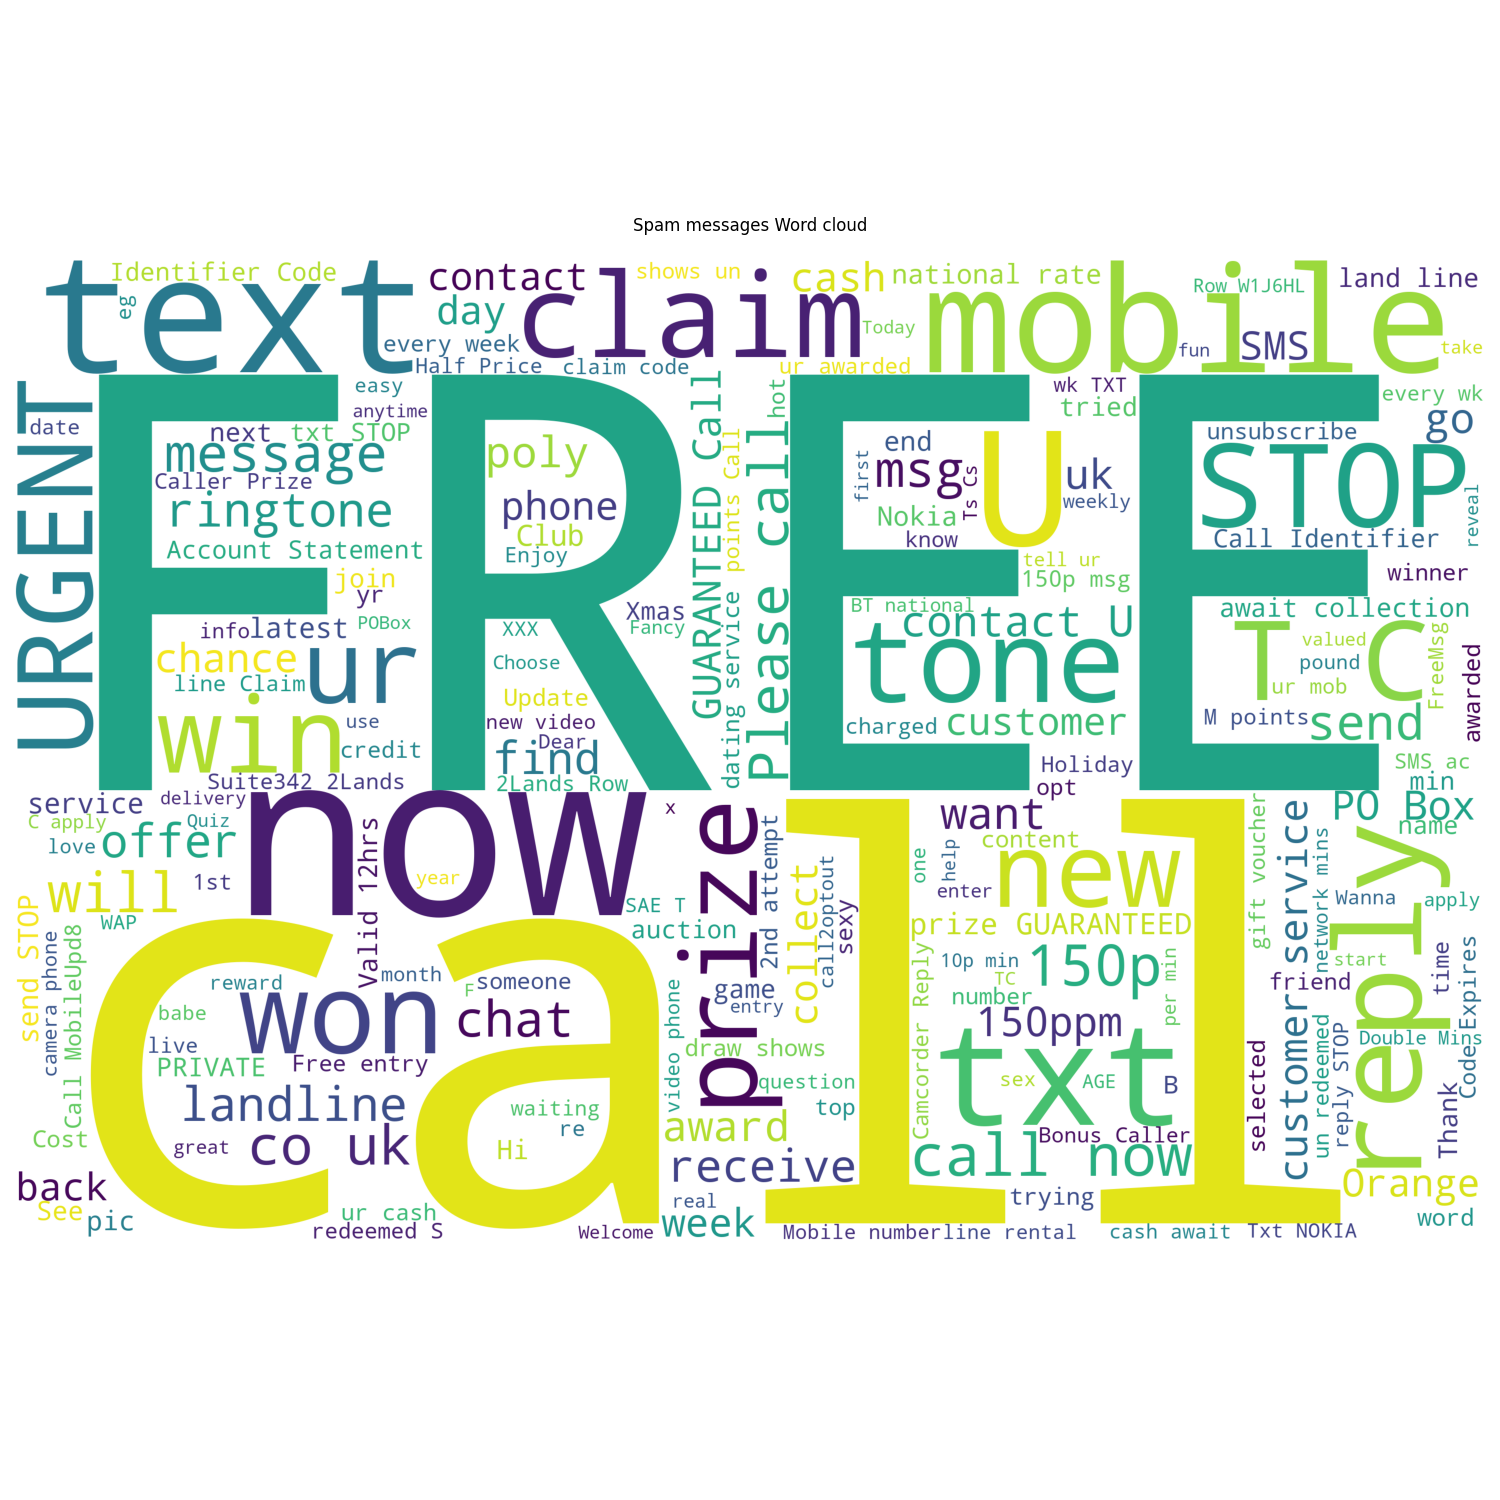 Spam messages Word cloud
text
Identifier Code
eg
contact
day
every week
Half Price
claim
claim code
shows un
cash
national rate
Today
ur awarded
mobile
Row W1J6HL
fun
SMS
land line
take
URGENT
date
FREE
easy
anytime
next
txt STOP
message
Caller Prize
ringtone
Account Statement
join
yr
info
latest
POBox
chance
ur
line Claim
win
use
credit
Suite342 2Lands
poly
phone
Club
Enjoy
XXX
Choose
Update
new video
Dear
find
2Lands Row
Xmas
Fancy
GUARANTEED Call
points Call
dating service
hot
Please call
wk TXT
tried
end
msg
first
Ts Cs
U
uk
weekly
Nokia
know
tell ur
150p msg
BT national
contact U
tone
charged
customer
Holiday
opt
every wk
go
unsubscribe
STOP
reveal
Call Identifier
winner
await collection
T C
valued
pound
ur mob
FreeMsg
awarded
M points
send
SMS ac
min
service
delivery
C apply
Quiz
love
offer
now
x
1st
will
WAP
year
Valid 12hrs
SAE T
auction
prize
2nd attempt
collect
call2optout
sexy
want
content
one
help
enter
new
prize GUARANTEED
gift voucher
customer service
network mins
PO Box
name
Wanna
apply
reply
send STOP
camera phone
Call MobileUpd8
call
reward
month
F
someone
babe
won
chat
live
PRIVATE
Free entry
landline
waiting
re
great
co uk
Hi
Cost
back
See
pic
ur cash
redeemed S
Welcome
video phone
game
entry
draw shows
question
top
award
receive
real
week
Camcorder Reply
10p min
TC
number
150p
per min
150ppm
txt
sex
AGE
B
Bonus Caller
call now
trying
Mobile number
line rental
cash await
Txt NOKIA
selected
friend
start
time
Expires
Double Mins
Code
un redeemed
reply STOP
Thank
Orange
word